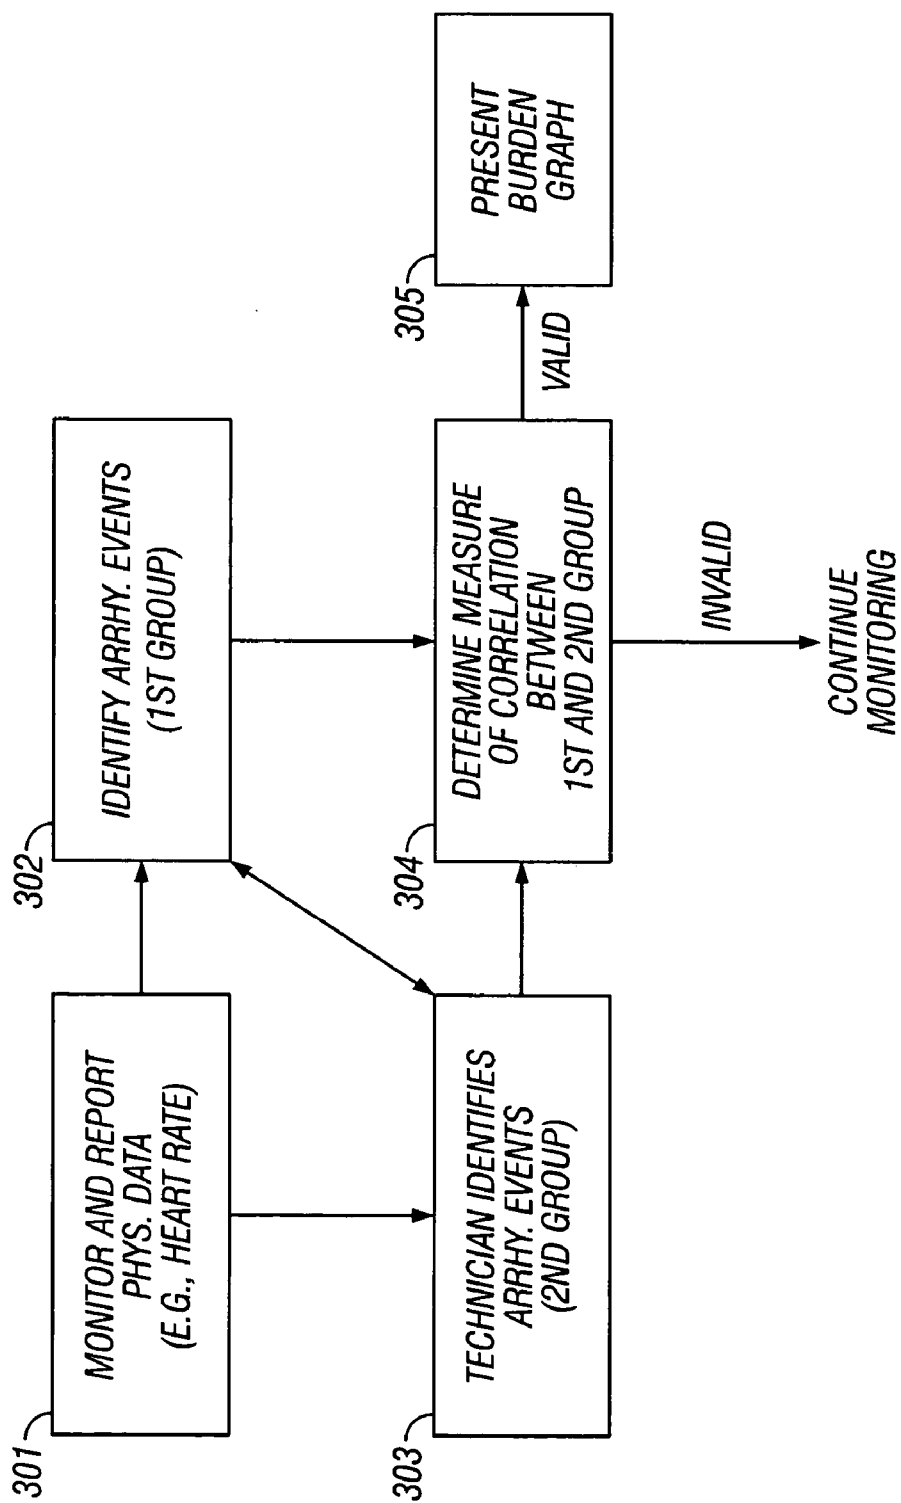 301
MONITOR AND REPORT
PHYS. DATA
(E.G., HEART RATE)
302
IDENTIFY ARRHY. EVENTS
(1ST GROUP)
303
TECHNICIAN IDENTIFIES
ARRHY. EVENTS
(2ND GROUP)
304
DETERMINE MEASURE
OF CORRELATION
BETWEEN
1ST AND 2ND GROUP
VALID
305
PRESENT
BURDEN
GRAPH
INVALID
CONTINUE
MONITORING